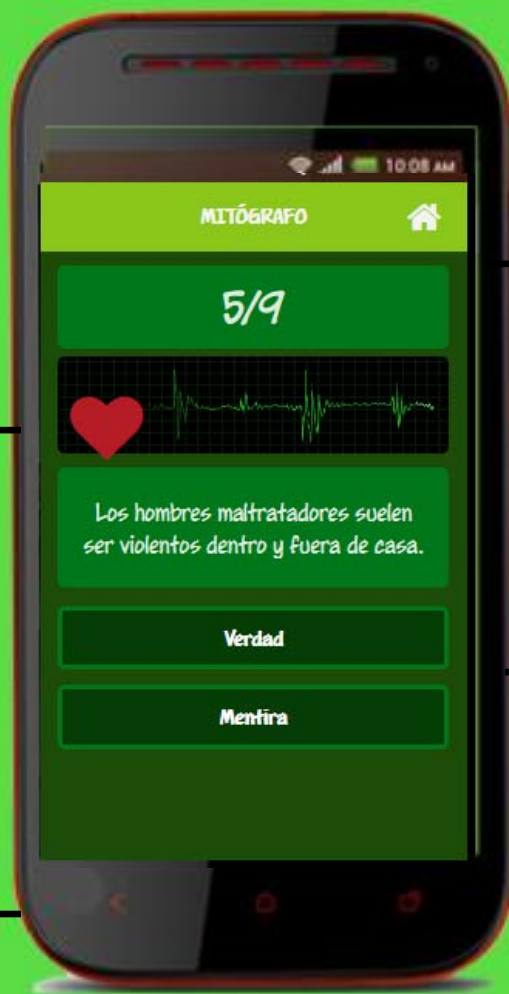 10:08 AM
MITÓGRAFO
5/9
Los hombres maltratadores suelen
ser violentos dentro y fuera de casa.
Verdad
Mentira